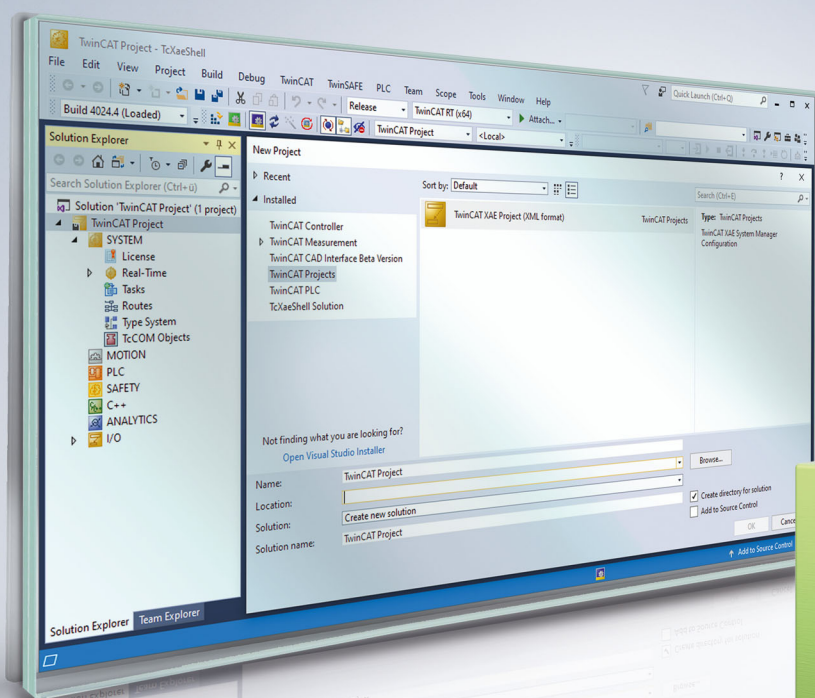 TwinCAT Project - TcXaeShell
File Edit View Project Build Debug TwinCAT TwinSAFE PLC Team Scope Tools Window Help
Quick Launch (Ctrl+Q)
Release
TwinCAT RT (x64)
Attach...
Build 4024.4 (Loaded)
TwinCAT Project
<Local>
Solution Explorer
Search Solution Explorer (Ctrl+ü)
Solution 'TwinCAT Project' (1 project)
TwinCAT Project
SYSTEM
License
Real-Time
Tasks
Routes
Type System
TcCOM Objects
MOTION
PLC
SAFETY
C++
ANALYTICS
I/O
Solution Explorer
Team Explorer
New Project
? X
Recent
Installed
TwinCAT Controller
TwinCAT Measurement
TwinCAT CAD Interface Beta Version
TwinCAT Projects
TwinCAT PLC
TcXaeShell Solution
Not finding what you are looking for?
Open Visual Studio Installer
Sort by: Default
TwinCAT XAE Project (XML format)
TwinCAT Projects
Search (Ctrl+E)
Type: TwinCAT Projects
TwinCAT XAE System Manager
Configuration
Name:
TwinCAT Project
Location:
Browse...
Solution:
Create new solution
Solution name:
TwinCAT Project
Create directory for solution
Add to Source Control
OK
Add to Source Control